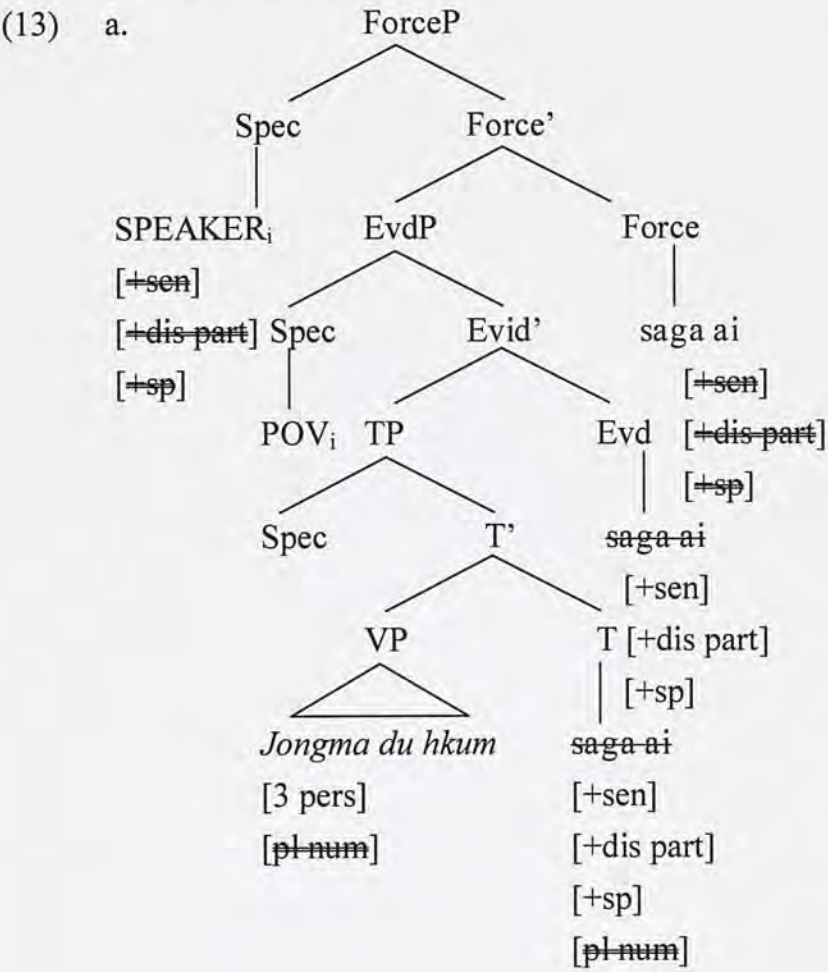 (13) a. ForceP
Spec Force’
SPEAKERi EvdP Force
[+sen]
[+dis part] Spec Evid’ saga ai
[+sp] [+sen]
POVi TP Evd [+dis part]
[+sp]
Spec T’ saga ai
[+sen]
VP T [+dis part]
[+sp]
Jongma du hkum saga ai
[3 pers] [+sen]
[pl num] [+dis part]
[+sp]
[pl num]